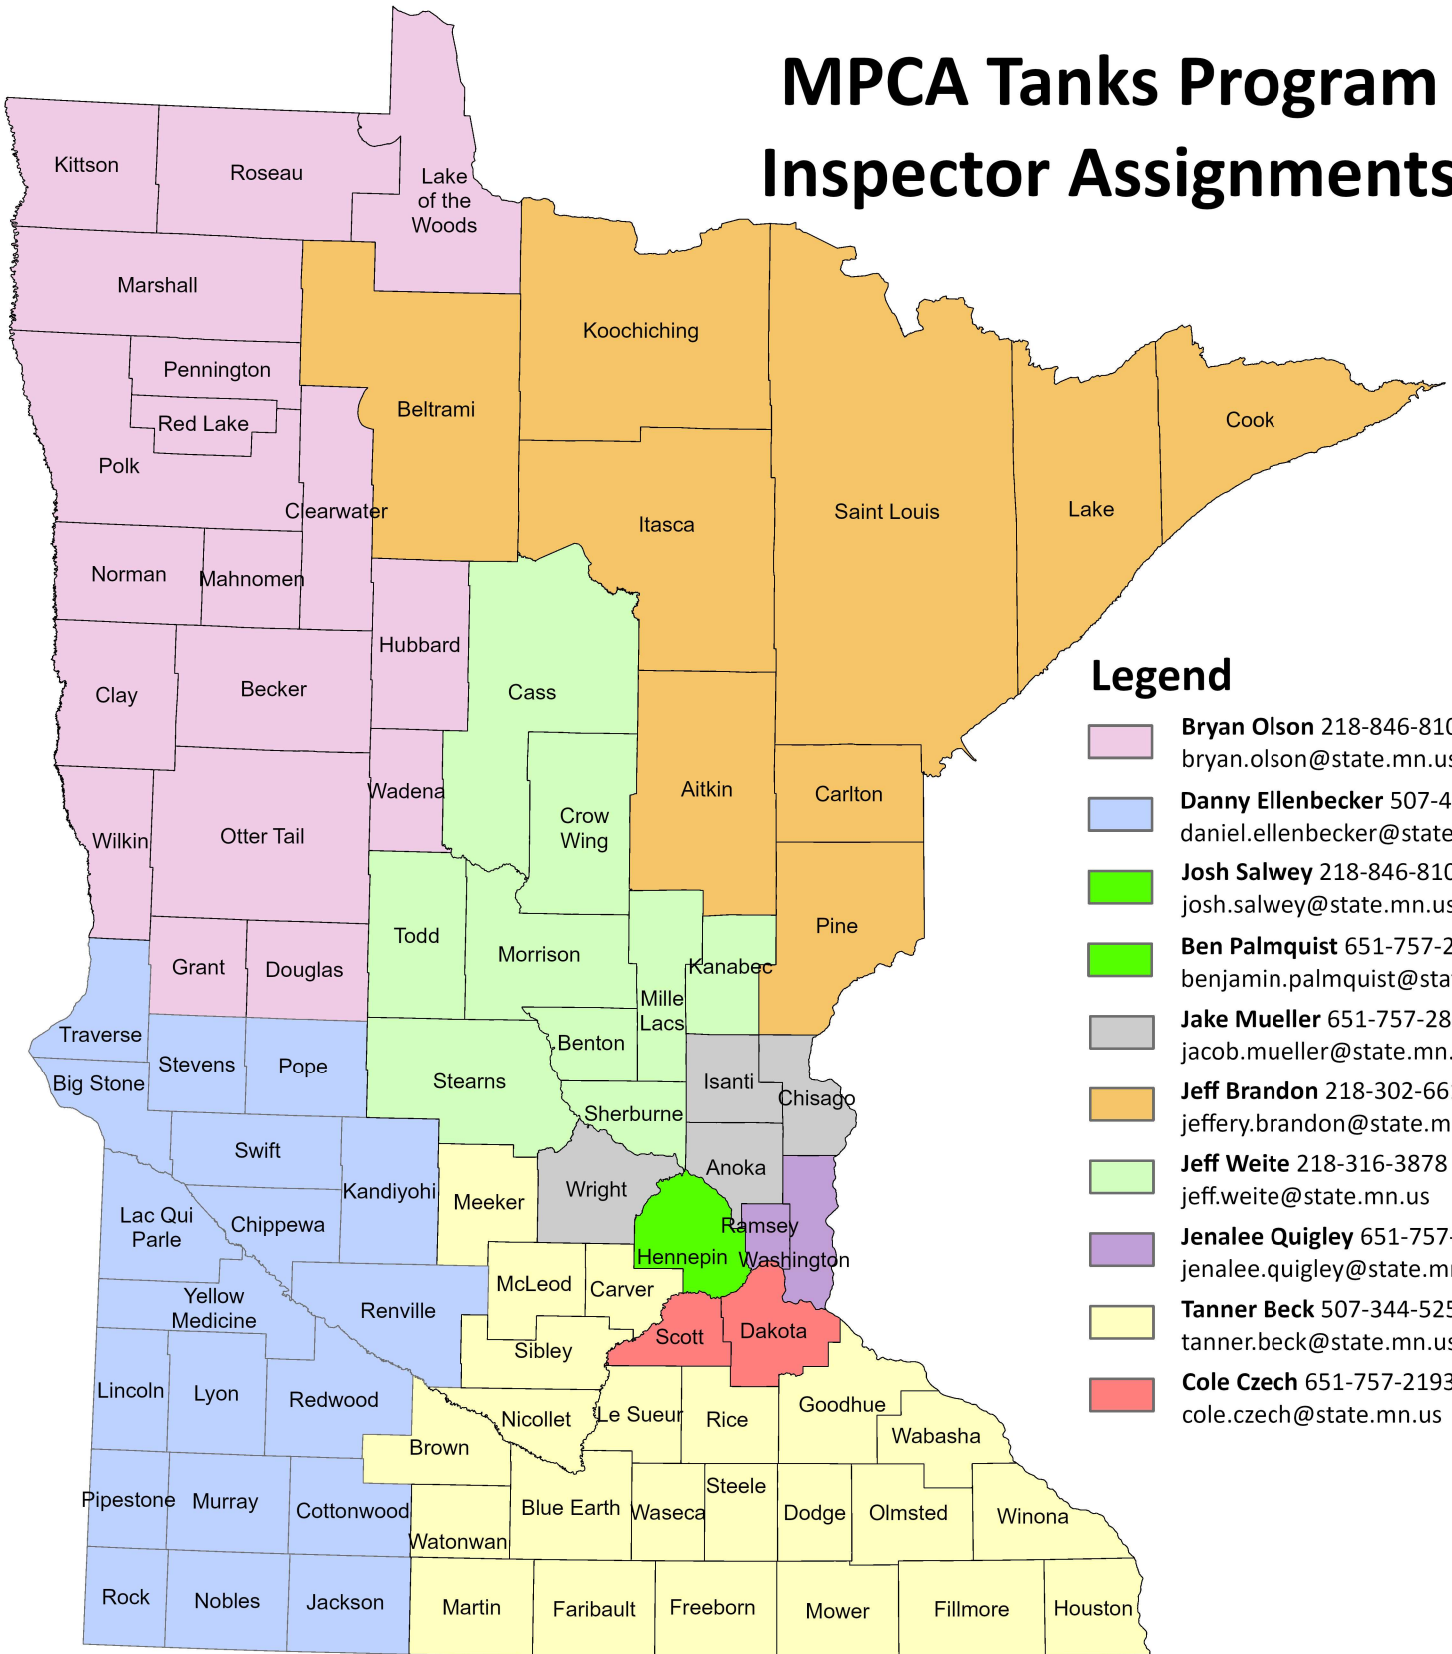 MPCA Tanks Program
Inspector Assignments
Kittson
Roseau
Lake
of the
Woods
Marshall
Koochiching
Pennington
Beltrami
Red Lake
Cook
Polk
Clearwater
Itasca
Saint Louis
Lake
Norman
Mahnomen
Hubbard
Clay
Becker
Cass
Wadena
Aitkin
Carlton
Crow
Wing
Wilkin
Otter Tail
Pine
Todd
Morrison
Kanabec
Grant
Douglas
Mille
Lacs
Traverse
Stevens
Pope
Benton
Big Stone
Stearns
Isanti
Chisago
Sherburne
Swift
Anoka
Kandiyohi
Meeker
Wright
Lac Qui
Parle
Chippewa
Ramsey
Hennepin
Washington
McLeod
Carver
Yellow
Medicine
Renville
Scott
Dakota
Sibley
Lincoln
Lyon
Redwood
Nicollet
Le Sueur
Rice
Goodhue
Wabasha
Brown
Pipestone
Murray
Cottonwood
Watonwan
Blue Earth
Waseca
Steele
Dodge
Olmsted
Winona
Rock
Nobles
Jackson
Martin
Faribault
Freeborn
Mower
Fillmore
Houston
Legend
Bryan Olson 218-846-810
bryan.olson@state.mn.us
Danny Ellenbecker 507-4
daniel.ellenbecker@state
Josh Salwey 218-846-810
josh.salwey@state.mn.us
Ben Palmquist 651-757-2
benjamin.palmquist@sta
Jake Mueller 651-757-28
jacob.mueller@state.mn.
Jeff Brandon 218-302-66
jeffery.brandon@state.m
Jeff Weite 218-316-3878
jeff.weite@state.mn.us
Jenalee Quigley 651-757-
jenalee.quigley@state.m
Tanner Beck 507-344-525
tanner.beck@state.mn.us
Cole Czech 651-757-2193
cole.czech@state.mn.us